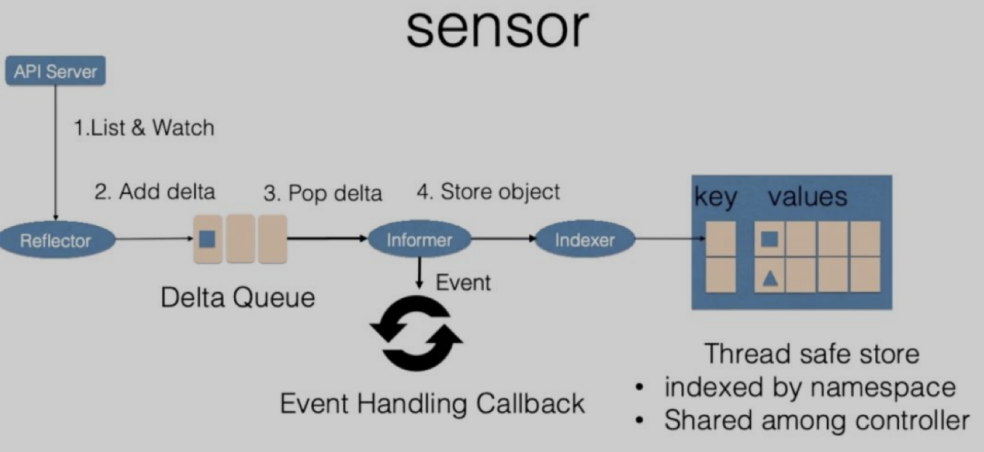 sensor
API Server
1.List & Watch
2. Add delta
3. Pop delta
4. Store object
key values
Reflector
Informer
Indexer
Event
Delta Queue
Event Handling Callback
Thread safe store
• indexed by namespace
• Shared among controller